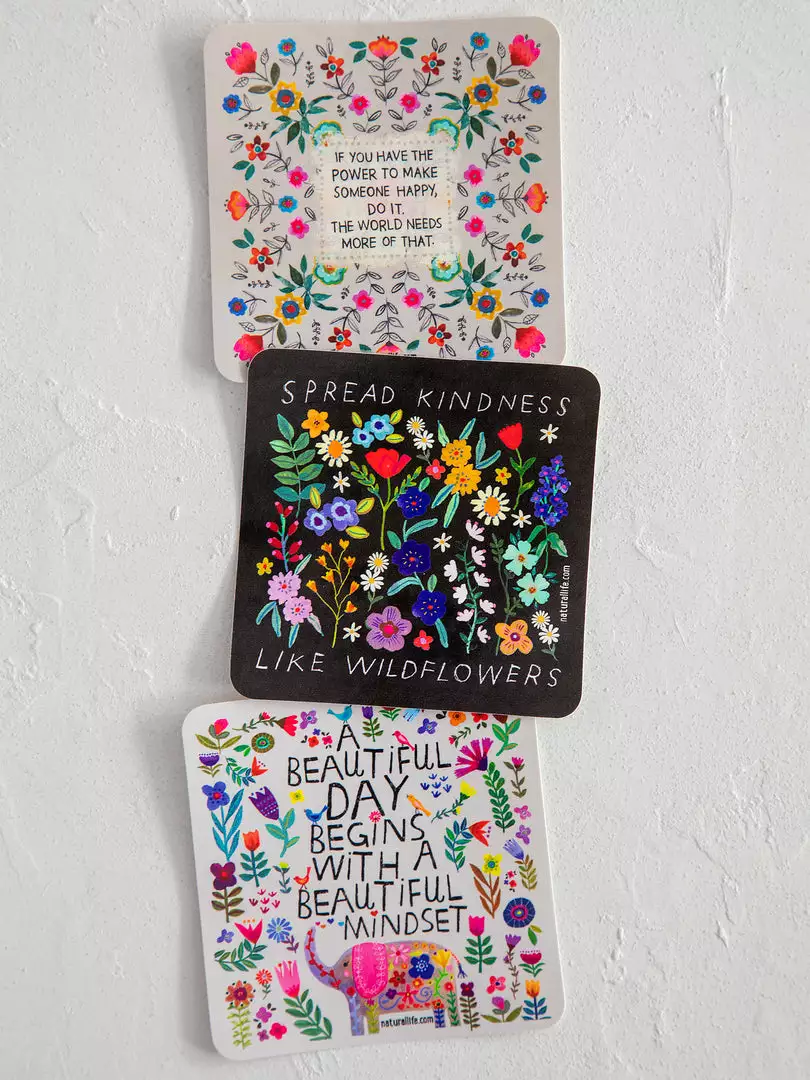 IF YOU HAVE THE
POWER TO MAKE
SOMEONE HAPPY,
DO IT.
THE WORLD NEEDS
MORE OF THAT.
SPREAD KINDNESS
naturallife.com
LIKE WILDFLOWERS
A
BEAUTIFUL
DAY
BEGINS
WITH A
BEAUTIFUL
MINDSET
naturallife.com